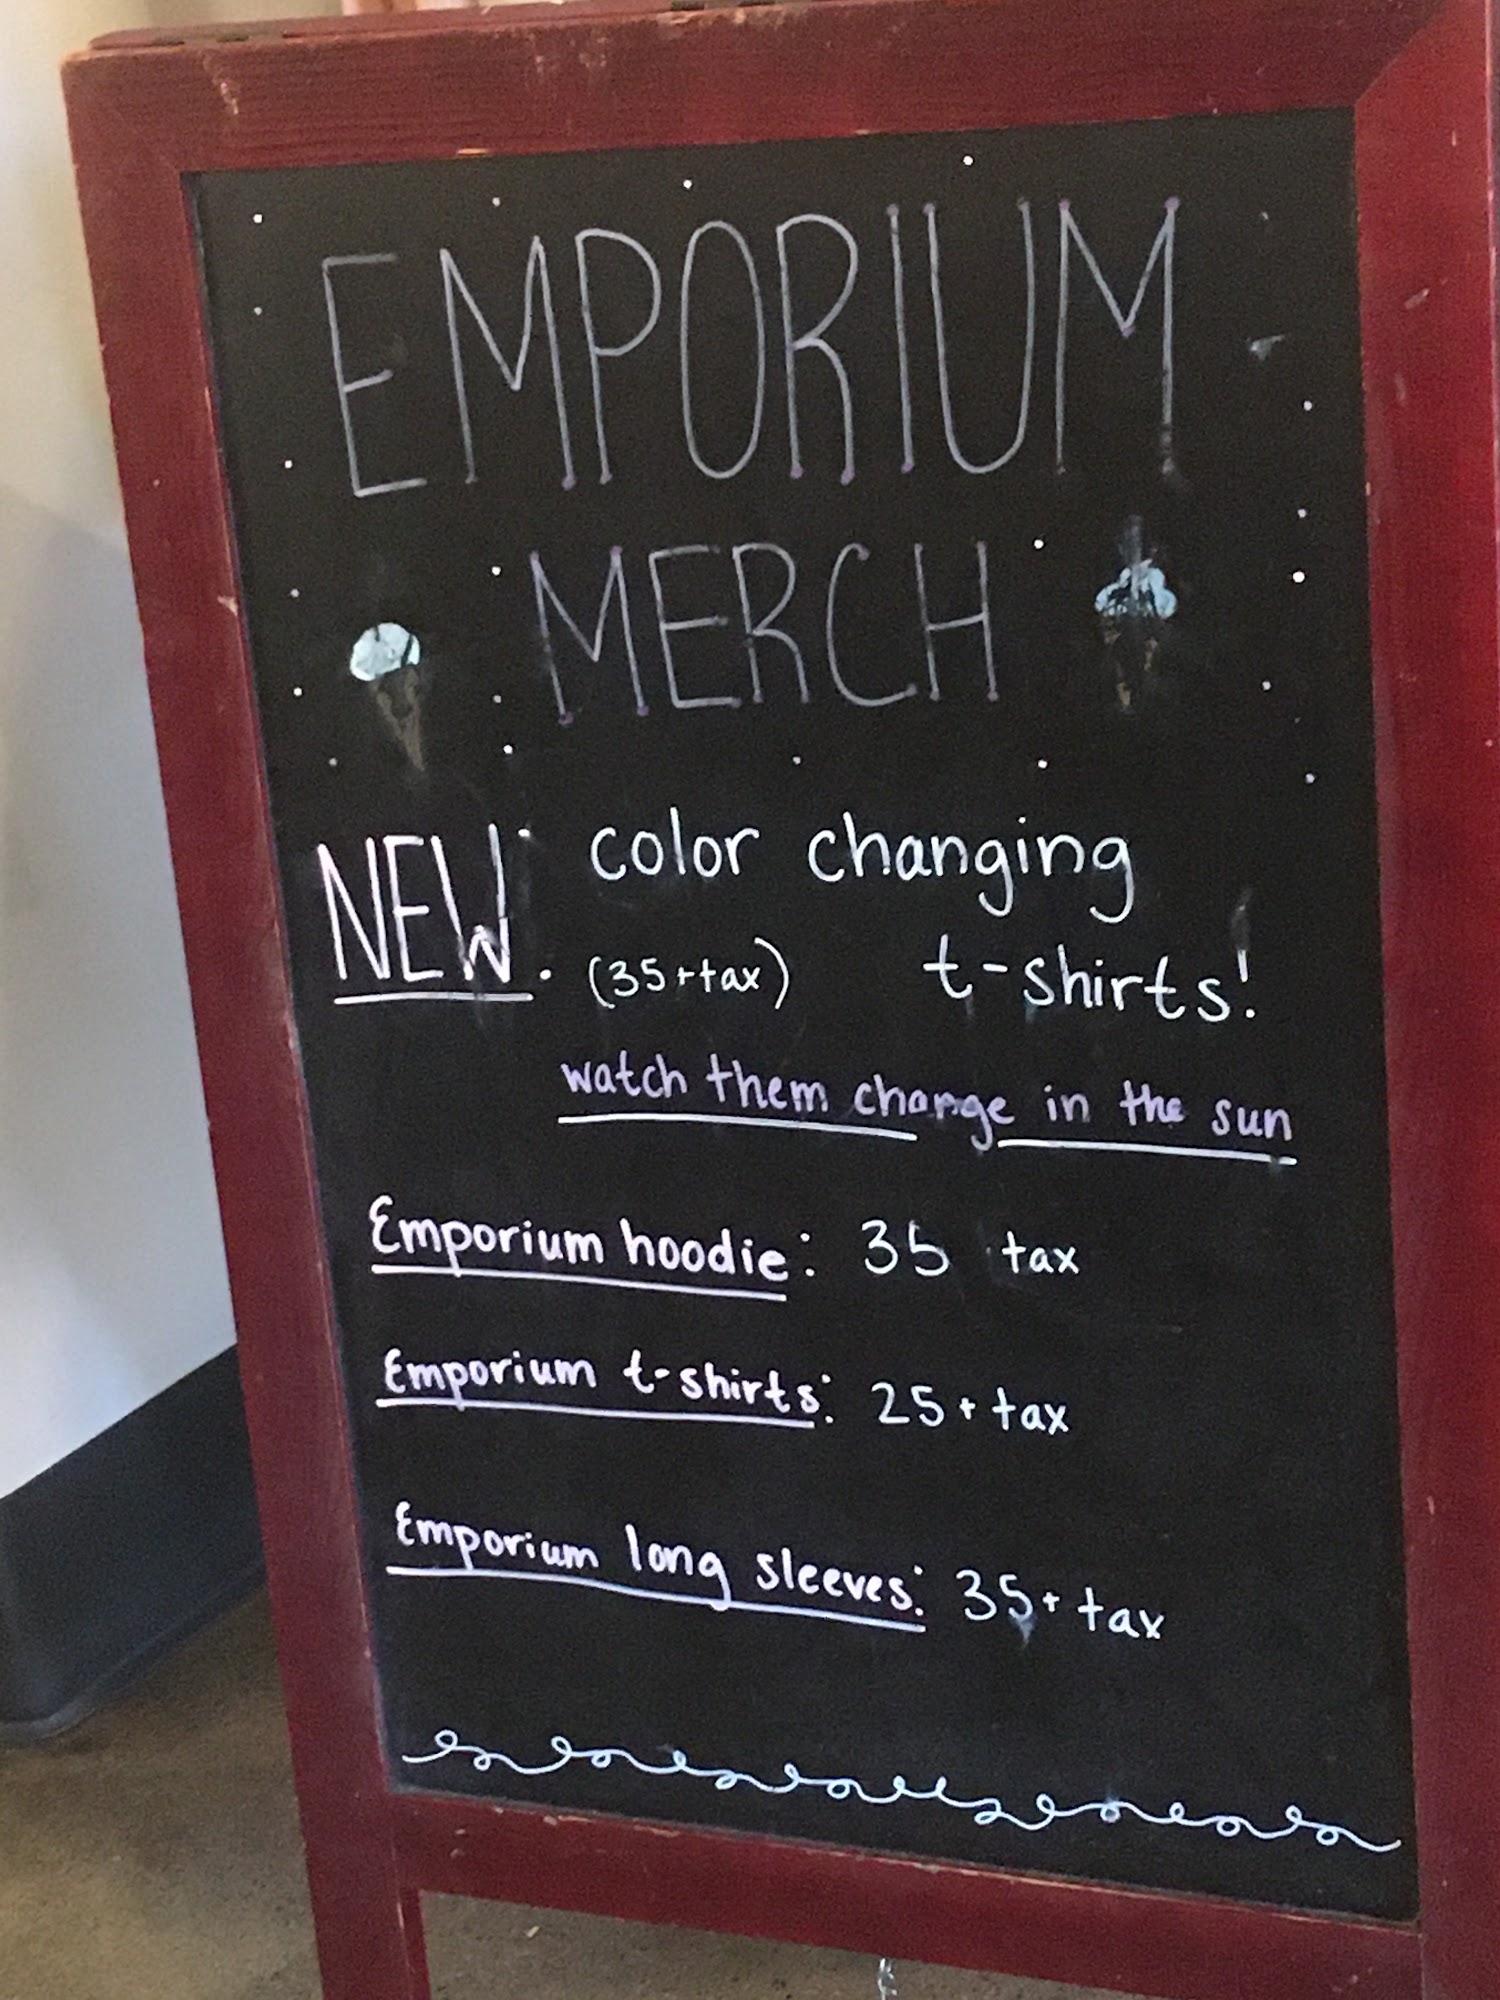 EMPORIUM
MERCH
NEW: color changing
(35+tax) t-shirts!
watch them change in the sun
Emporium hoodie: 35 tax
Emporium t-shirts: 25+tax
Emporium long sleeves: 35+tax